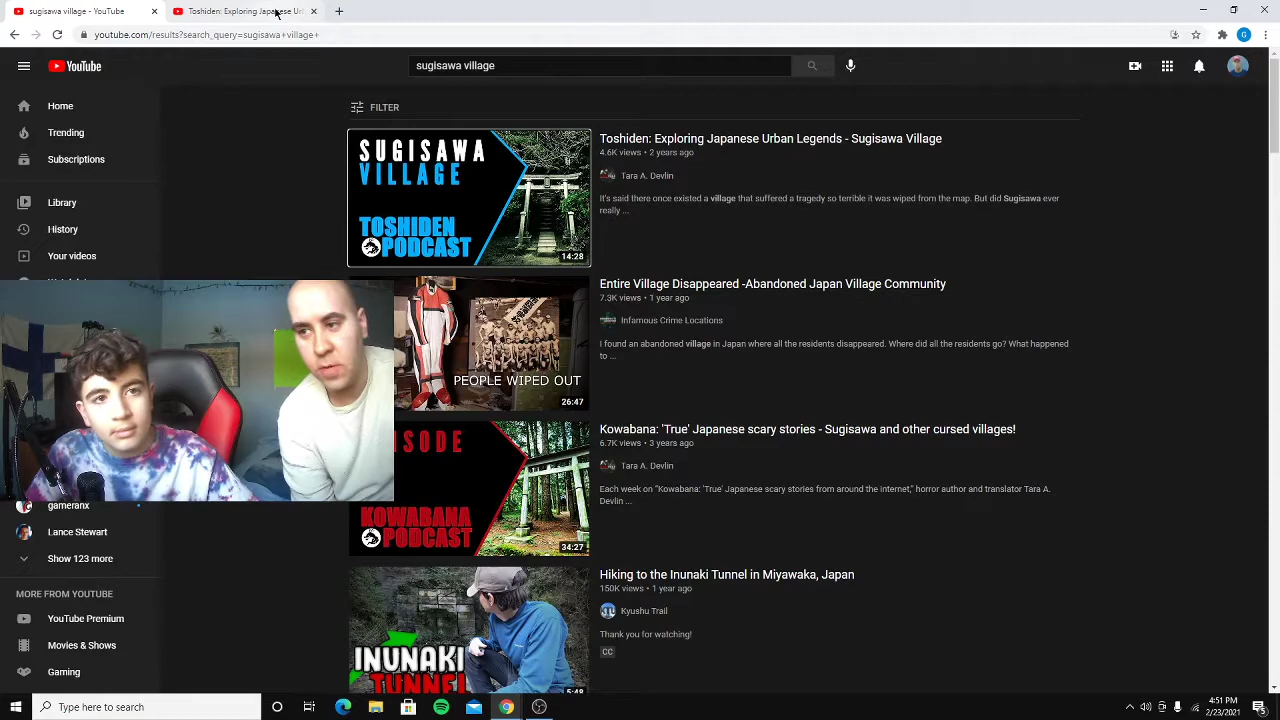 sugisawa village - YouTube
Toshiden: Exploring Japanese Urb
youtube.com/results?search_query=sugisawa+village+
G
YouTube
sugisawa village
Home
Trending
Subscriptions
Library
History
Your videos
gameranx
Lance Stewart
Show 123 more
MORE FROM YOUTUBE
YouTube Premium
Movies & Shows
Gaming
FILTER
SUGISAWA
VILLAGE
TOSHIDEN
PODCAST
14:28
Toshiden: Exploring Japanese Urban Legends - Sugisawa Village
4.6K views • 2 years ago
Tara A. Devlin
It's said there once existed a village that suffered a tragedy so terrible it was wiped from the map. But did Sugisawa ever
really ...
PEOPLE WIPED OUT
26:47
Entire Village Disappeared -Abandoned Japan Village Community
7.3K views • 1 year ago
Infamous Crime Locations
I found an abandoned village in Japan where all the residents disappeared. Where did all the residents go? What happened
to ...
ISODE
KOWABANA
PODCAST
34:27
Kowabana: 'True' Japanese scary stories - Sugisawa and other cursed villages!
6.7K views • 3 years ago
Tara A. Devlin
Each week on "Kowabana: 'True' Japanese scary stories from around the internet," horror author and translator Tara A.
Devlin ...
INUNAKI
TUNNEL
5:48
Hiking to the Inunaki Tunnel in Miyawaka, Japan
150K views • 1 year ago
Kyushu Trail
Thank you for watching!
CC
Type here to search
4:51 PM
2/23/2021